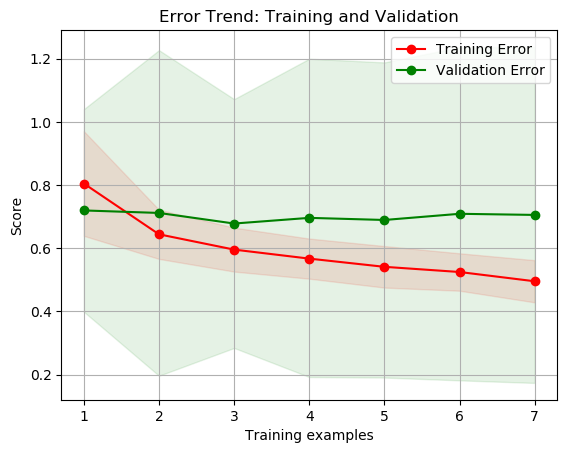 Error Trend: Training and Validation
Training Error
Validation Error
Score
1.2
1.0
0.8
0.6
0.4
0.2
1 2 3 4 5 6 7
Training examples